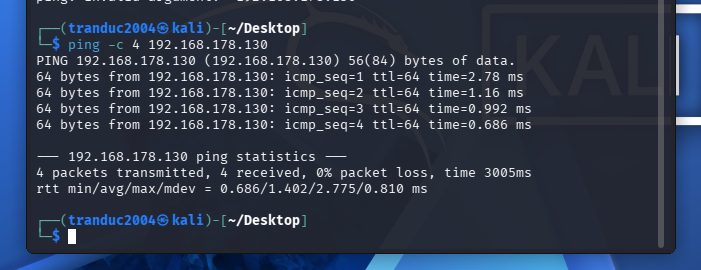 ┌──(tranduc2004㉿kali)-[~/Desktop]
└─$ ping -c 4 192.168.178.130
PING 192.168.178.130 (192.168.178.130) 56(84) bytes of data.
64 bytes from 192.168.178.130: icmp_seq=1 ttl=64 time=2.78 ms
64 bytes from 192.168.178.130: icmp_seq=2 ttl=64 time=1.16 ms
64 bytes from 192.168.178.130: icmp_seq=3 ttl=64 time=0.992 ms
64 bytes from 192.168.178.130: icmp_seq=4 ttl=64 time=0.686 ms

--- 192.168.178.130 ping statistics ---
4 packets transmitted, 4 received, 0% packet loss, time 3005ms
rtt min/avg/max/mdev = 0.686/1.402/2.775/0.810 ms

┌──(tranduc2004㉿kali)-[~/Desktop]
└─$
KALI